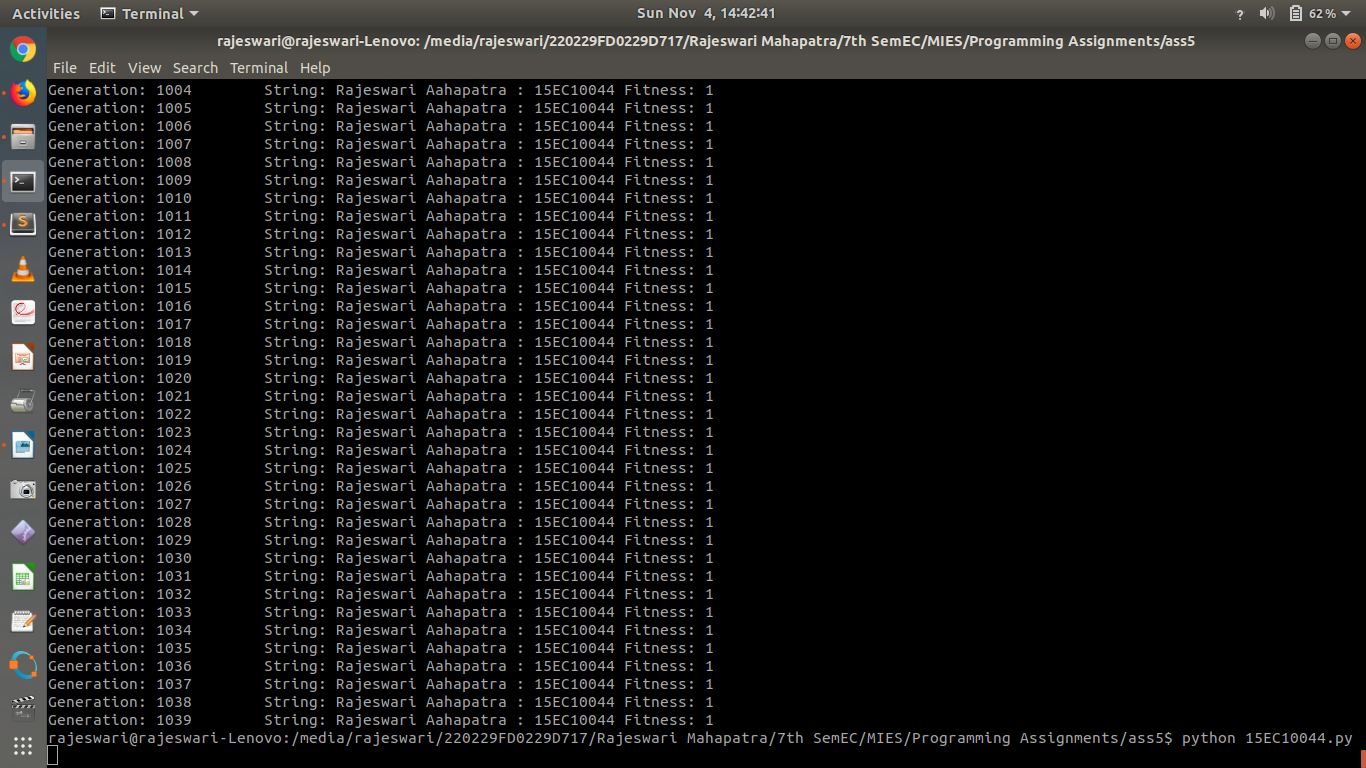 Activities Terminal Sun Nov 4, 14:42:41 ? 62%
rajeswari@rajeswari-Lenovo: /media/rajeswari/220229FD0229D717/Rajeswari Mahapatra/7th SemEC/MIES/Programming Assignments/ass5
File Edit View Search Terminal Help
Generation: 1004 String: Rajeswari Aahapatra : 15EC10044 Fitness: 1
Generation: 1005 String: Rajeswari Aahapatra : 15EC10044 Fitness: 1
Generation: 1006 String: Rajeswari Aahapatra : 15EC10044 Fitness: 1
Generation: 1007 String: Rajeswari Aahapatra : 15EC10044 Fitness: 1
Generation: 1008 String: Rajeswari Aahapatra : 15EC10044 Fitness: 1
Generation: 1009 String: Rajeswari Aahapatra : 15EC10044 Fitness: 1
Generation: 1010 String: Rajeswari Aahapatra : 15EC10044 Fitness: 1
Generation: 1011 String: Rajeswari Aahapatra : 15EC10044 Fitness: 1
Generation: 1012 String: Rajeswari Aahapatra : 15EC10044 Fitness: 1
Generation: 1013 String: Rajeswari Aahapatra : 15EC10044 Fitness: 1
Generation: 1014 String: Rajeswari Aahapatra : 15EC10044 Fitness: 1
Generation: 1015 String: Rajeswari Aahapatra : 15EC10044 Fitness: 1
Generation: 1016 String: Rajeswari Aahapatra : 15EC10044 Fitness: 1
Generation: 1017 String: Rajeswari Aahapatra : 15EC10044 Fitness: 1
Generation: 1018 String: Rajeswari Aahapatra : 15EC10044 Fitness: 1
Generation: 1019 String: Rajeswari Aahapatra : 15EC10044 Fitness: 1
Generation: 1020 String: Rajeswari Aahapatra : 15EC10044 Fitness: 1
Generation: 1021 String: Rajeswari Aahapatra : 15EC10044 Fitness: 1
Generation: 1022 String: Rajeswari Aahapatra : 15EC10044 Fitness: 1
Generation: 1023 String: Rajeswari Aahapatra : 15EC10044 Fitness: 1
Generation: 1024 String: Rajeswari Aahapatra : 15EC10044 Fitness: 1
Generation: 1025 String: Rajeswari Aahapatra : 15EC10044 Fitness: 1
Generation: 1026 String: Rajeswari Aahapatra : 15EC10044 Fitness: 1
Generation: 1027 String: Rajeswari Aahapatra : 15EC10044 Fitness: 1
Generation: 1028 String: Rajeswari Aahapatra : 15EC10044 Fitness: 1
Generation: 1029 String: Rajeswari Aahapatra : 15EC10044 Fitness: 1
Generation: 1030 String: Rajeswari Aahapatra : 15EC10044 Fitness: 1
Generation: 1031 String: Rajeswari Aahapatra : 15EC10044 Fitness: 1
Generation: 1032 String: Rajeswari Aahapatra : 15EC10044 Fitness: 1
Generation: 1033 String: Rajeswari Aahapatra : 15EC10044 Fitness: 1
Generation: 1034 String: Rajeswari Aahapatra : 15EC10044 Fitness: 1
Generation: 1035 String: Rajeswari Aahapatra : 15EC10044 Fitness: 1
Generation: 1036 String: Rajeswari Aahapatra : 15EC10044 Fitness: 1
Generation: 1037 String: Rajeswari Aahapatra : 15EC10044 Fitness: 1
Generation: 1038 String: Rajeswari Aahapatra : 15EC10044 Fitness: 1
Generation: 1039 String: Rajeswari Aahapatra : 15EC10044 Fitness: 1
rajeswari@rajeswari-Lenovo:/media/rajeswari/220229FD0229D717/Rajeswari Mahapatra/7th SemEC/MIES/Programming Assignments/ass5$ python 15EC10044.py